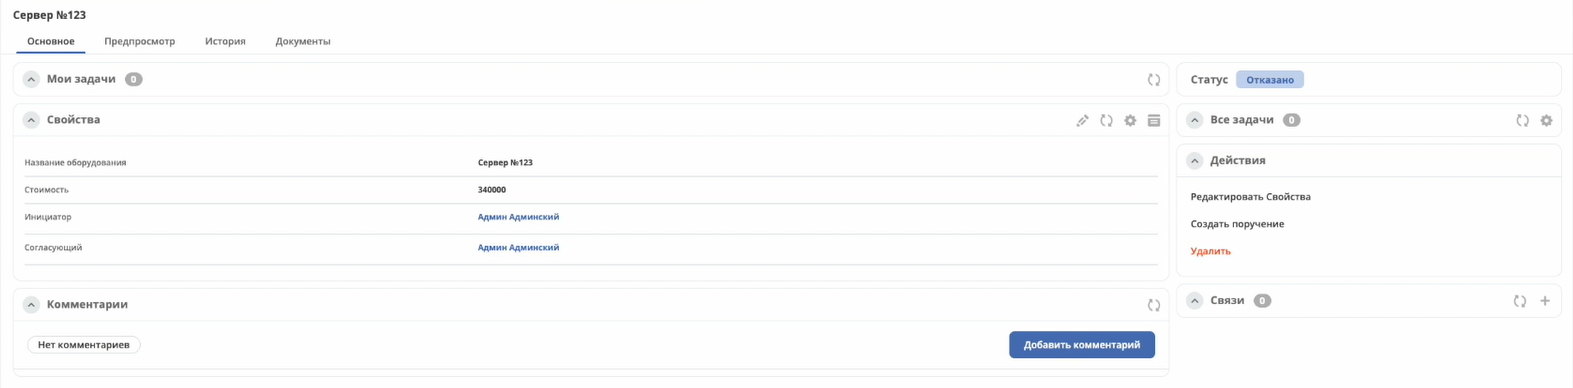 Сервер №123
Основное Предпросмотр История Документы
Мои задачи 0
Свойства
Название оборудования Сервер №123
Стоимость 340000
Инициатор Админ Админский
Согласующий Админ Админский
Комментарии
Нет комментариев Добавить комментарий
Статус Отказано
Все задачи 0
Действия
Редактировать Свойства
Создать поручение
Удалить
Связи 0